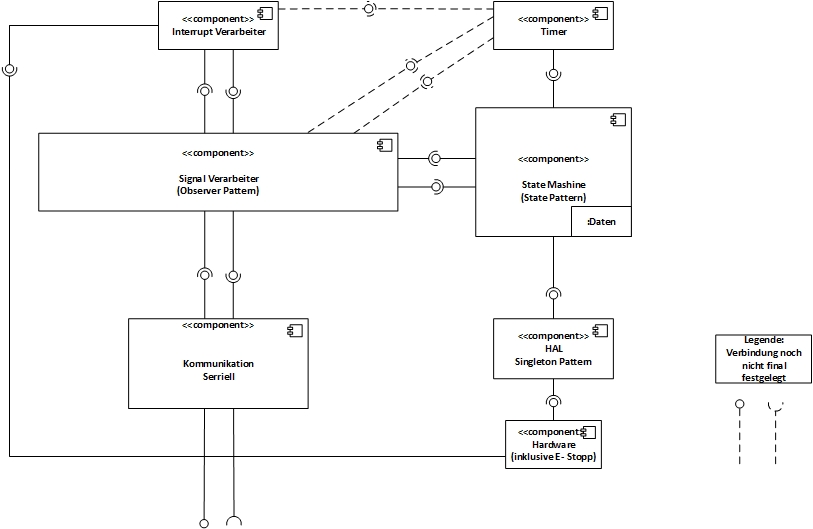 <<component>>
Interrupt Verarbeiter
<<component>>
Timer
<<component>>
Signal Verarbeiter
(Observer Pattern)
<<component>>
State Mashine
(State Pattern)
:Daten
<<component>>
Kommunikation
Serriell
<<component>>
HAL
Singleton Pattern
<<component>>
Hardware
(inklusive E- Stopp)
Legende:
Verbindung noch
nicht final
festgelegt